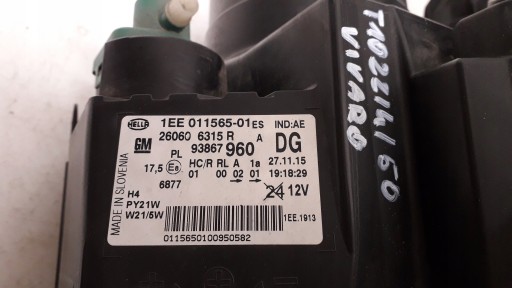 HELLA 1EE 011565-01 ES IND:AE
GM 26060 6315 R A DG
PL 93867 960
17,5 E8 HC/R RL A 1a 27.11.15
01 00 02 01 19:18:29
6877
24 12V
H4
PY21W
W21/5W
1EE.1913
0115650100950582
MADE IN SLOVENIA
VIVARO